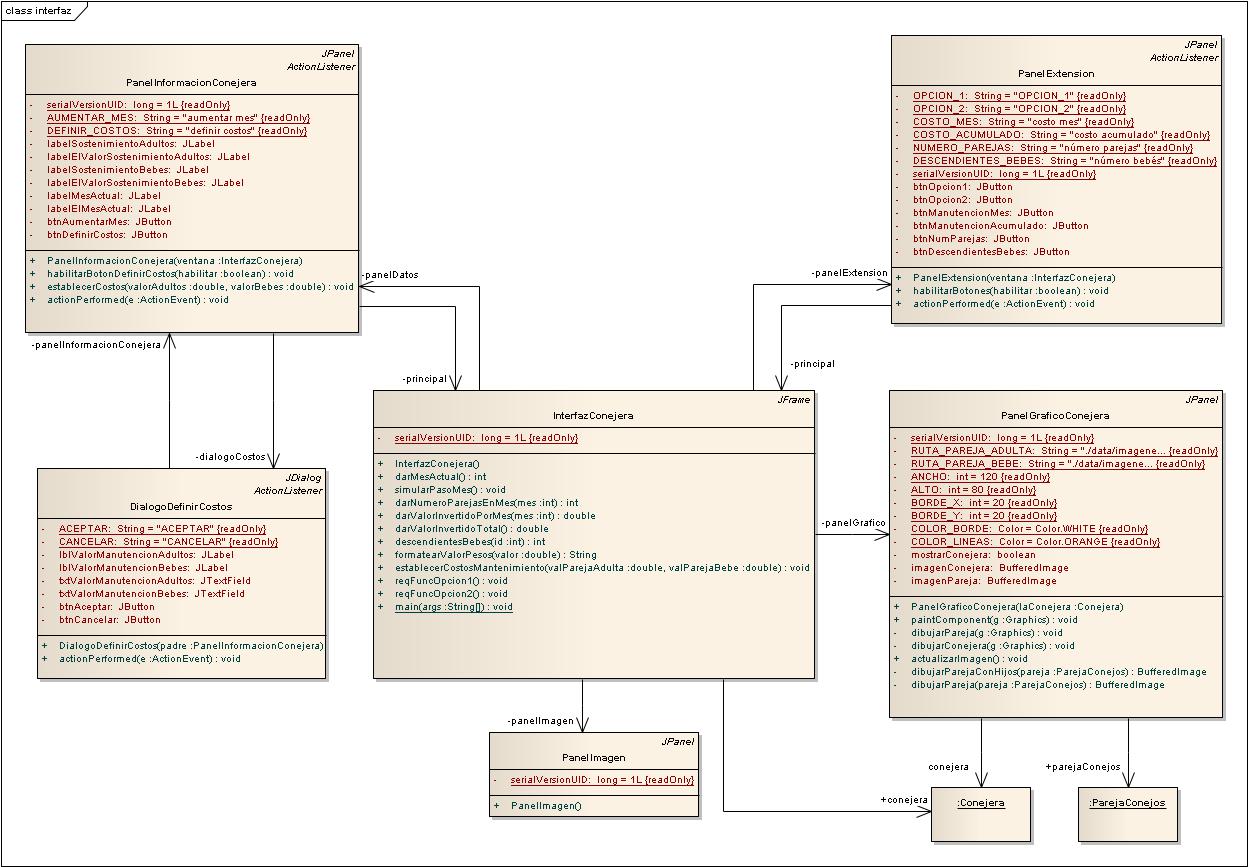 class interfaz
JPanel
ActionListener
PanelInformacionConejera
- serialVersionUID: long = 1L {readOnly}
- AUMENTAR_MES: String = "aumentar mes" {readOnly}
- DEFINIR_COSTOS: String = "definir costos" {readOnly}
- labelSostenimientoAdultos: JLabel
- labelElValorSostenimientoAdultos: JLabel
- labelSostenimientoBebes: JLabel
- labelElValorSostenimientoBebes: JLabel
- labelMesActual: JLabel
- labelElMesActual: JLabel
- btnAumentarMes: JButton
- btnDefinirCostos: JButton
+ PanelInformacionConejera(ventana :InterfazConejera)
+ habilitarBotonDefinirCostos(habilitar :boolean) : void
+ establecerCostos(valorAdultos :double, valorBebes :double) : void
+ actionPerformed(e :ActionEvent) : void
JPanel
ActionListener
PanelExtension
- OPCION_1: String = "OPCION_1" {readOnly}
- OPCION_2: String = "OPCION_2" {readOnly}
- COSTO_MES: String = "costo mes" {readOnly}
- COSTO_ACUMULADO: String = "costo acumulado" {readOnly}
- NUMERO_PAREJAS: String = "número parejas" {readOnly}
- DESCENDIENTES_BEBES: String = "número bebés" {readOnly}
- serialVersionUID: long = 1L {readOnly}
- btnOpcion1: JButton
- btnOpcion2: JButton
- btnManutencionMes: JButton
- btnManutencionAcumulado: JButton
- btnNumParejas: JButton
- btnDescendientesBebes: JButton
+ PanelExtension(ventana :InterfazConejera)
+ habilitarBotones(habilitar :boolean) : void
+ actionPerformed(e :ActionEvent) : void
-panelDatos
-panelExtension
-panelInformacionConejera
-principal
-principal
-dialogoCostos
JDialog
ActionListener
DialogoDefinirCostos
- ACEPTAR: String = "ACEPTAR" {readOnly}
- CANCELAR: String = "CANCELAR" {readOnly}
- lblValorManutencionAdultos: JLabel
- lblValorManutencionBebes: JLabel
- txtValorManutencionAdultos: JTextField
- txtValorManutencionBebes: JTextField
- btnAceptar: JButton
- btnCancelar: JButton
+ DialogoDefinirCostos(padre :PanelInformacionConejera)
+ actionPerformed(e :ActionEvent) : void
JFrame
InterfazConejera
- serialVersionUID: long = 1L {readOnly}
+ InterfazConejera()
+ darMesActual() : int
+ simularPasoMes() : void
+ darNumeroParejasEnMes(mes :int) : int
+ darValorInvertidoPorMes(mes :int) : double
+ darValorInvertidoTotal() : double
+ descendientesBebes(id :int) : int
+ formatearValorPesos(valor :double) : String
+ establecerCostosMantenimiento(valParejaAdulta :double, valParejaBebe :double) : void
+ reqFuncOpcion1() : void
+ reqFuncOpcion2() : void
+ main(args :String[]) : void
-panelGrafico
JPanel
PanelGraficoConejera
- serialVersionUID: long = 1L {readOnly}
- RUTA_PAREJA_ADULTA: String = "./data/imagene... {readOnly}
- RUTA_PAREJA_BEBE: String = "./data/imagene... {readOnly}
- ANCHO: int = 120 {readOnly}
- ALTO: int = 80 {readOnly}
- BORDE_X: int = 20 {readOnly}
- BORDE_Y: int = 20 {readOnly}
- COLOR_BORDE: Color = Color.WHITE {readOnly}
- COLOR_LINEAS: Color = Color.ORANGE {readOnly}
- mostrarConejera: boolean
- imagenConejera: BufferedImage
- imagenPareja: BufferedImage
+ PanelGraficoConejera(laConejera :Conejera)
+ paintComponent(g :Graphics) : void
- dibujarPareja(g :Graphics) : void
- dibujarConejera(g :Graphics) : void
+ actualizarImagen() : void
- dibujarParejaConHijos(pareja :ParejaConejos) : BufferedImage
- dibujarPareja(pareja :ParejaConejos) : BufferedImage
-panelImagen
JPanel
PanelImagen
- serialVersionUID: long = 1L {readOnly}
+ PanelImagen()
conejera
+parejaConejos
+conejera
:Conejera
:ParejaConejos